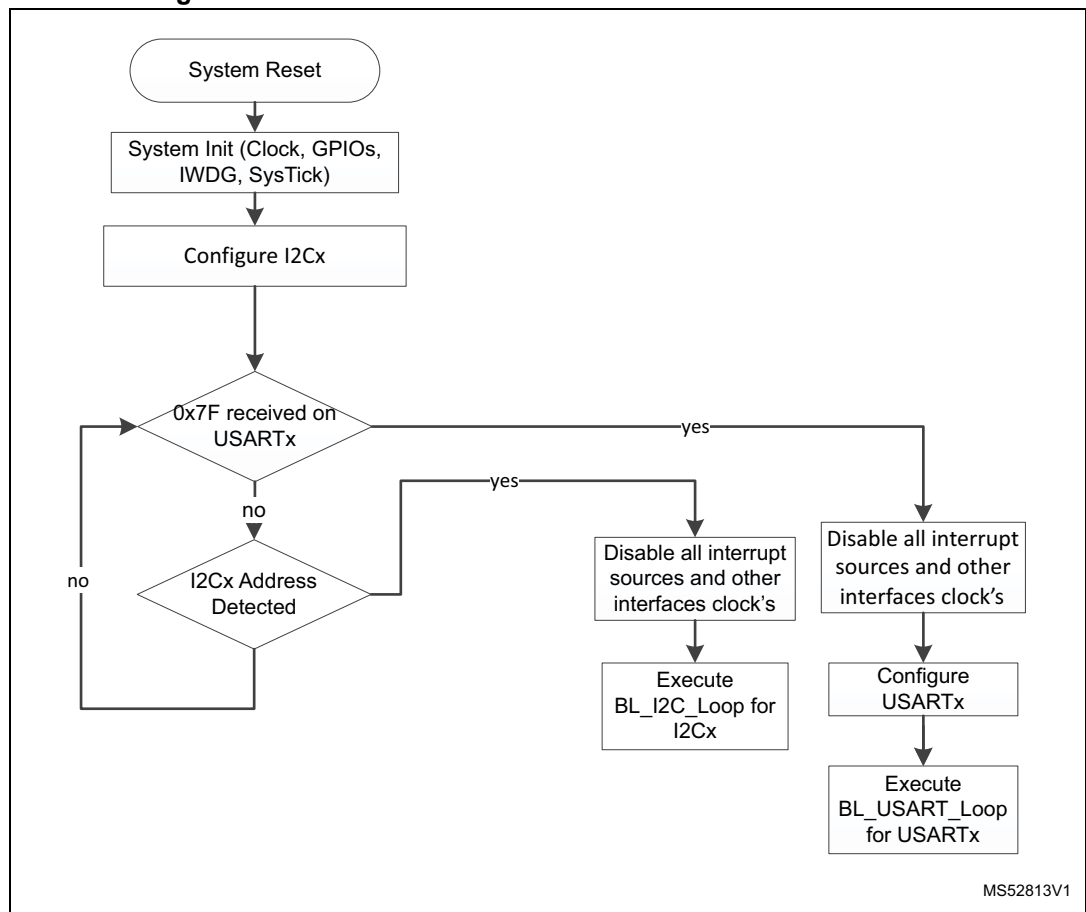 System Reset
System Init (Clock, GPIOs,
IWDG, SysTick)
Configure I2Cx
0x7F received on
USARTx
yes
no
yes
I2Cx Address
Detected
no
Disable all interrupt
sources and other
interfaces clock's
Disable all interrupt
sources and other
interfaces clock's
Execute
BL_I2C_Loop for
I2Cx
Configure
USARTx
Execute
BL_USART_Loop
for USARTx
MS52813V1